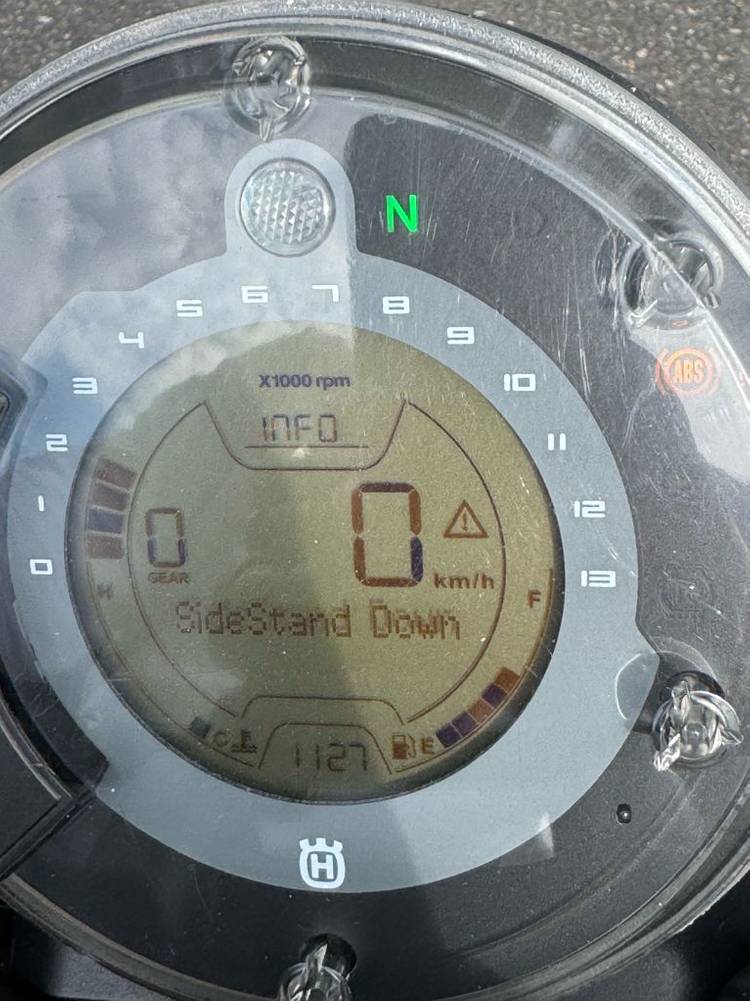 N
0 1 2 3 4 5 6 7 8 9 10 11 12 13
ABS
X1000 rpm
INFO
0
GEAR
0
km/h
H
F
SideStand Down
C
1127
E
H